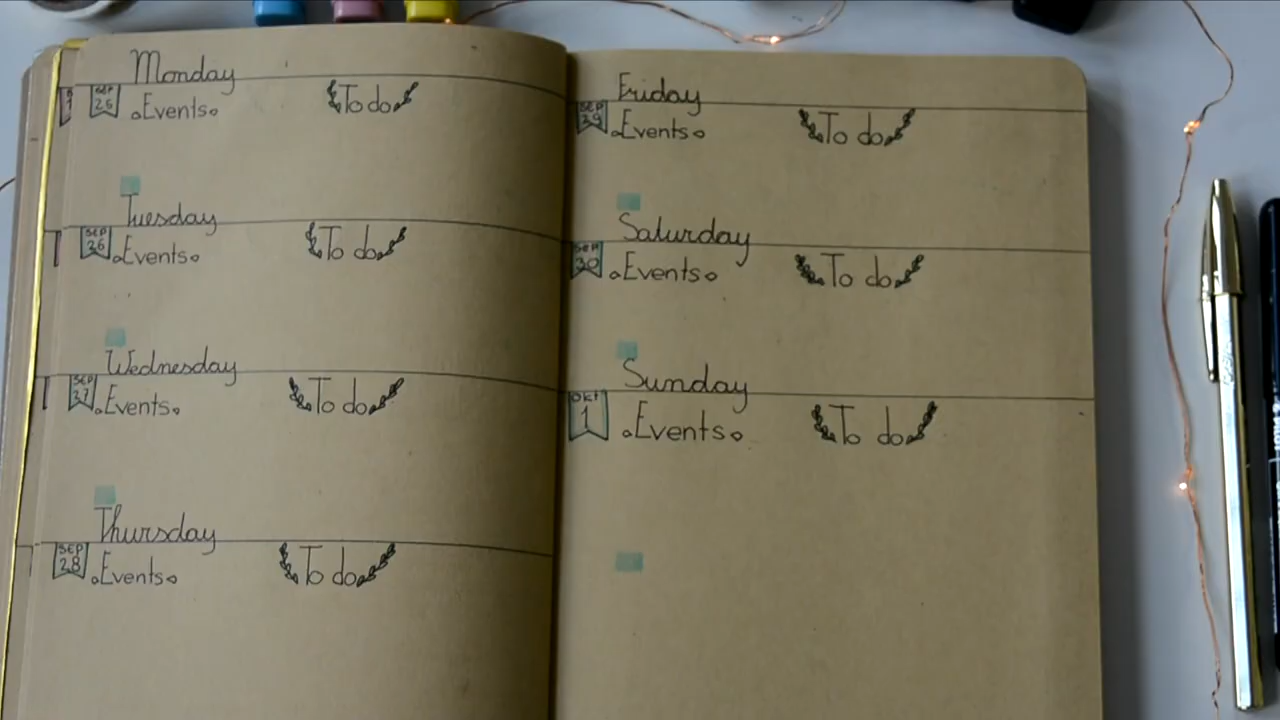 Monday
SEP
25
Events
To do
Tuesday
SEP
26
Events
To do
Wednesday
SEP
27
Events
To do
Thursday
SEP
28
Events
To do
Friday
SEP
29
Events
To do
Saturday
SEP
30
Events
To do
Sunday
OKT
1
Events
To do